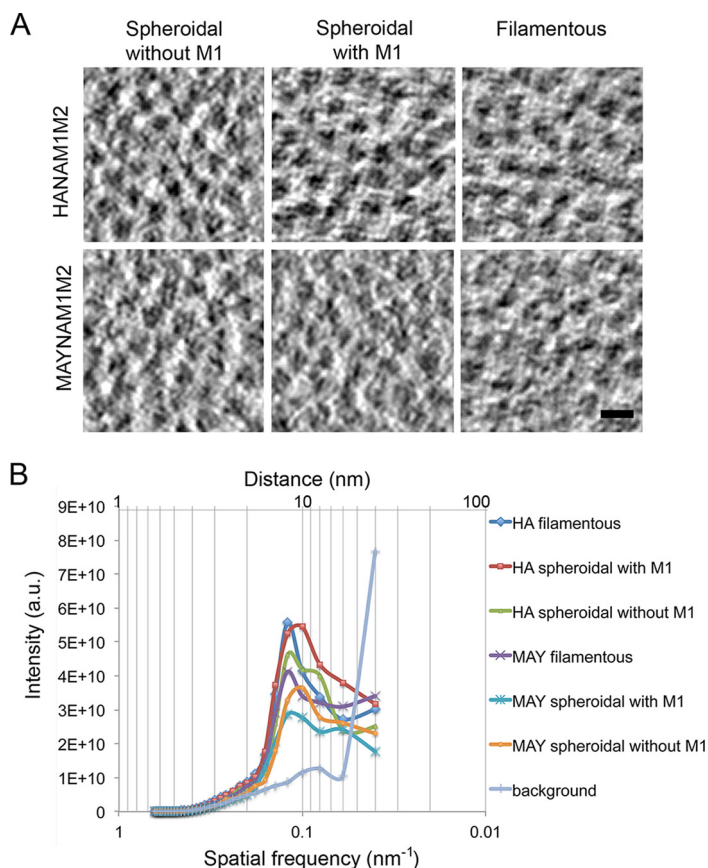 A
Spheroidal
without M1
Spheroidal
with M1
Filamentous
HANAM1M2
MAYNAM1M2
B
Distance (nm)
1
10
100
9E+10
8E+10
7E+10
6E+10
5E+10
4E+10
3E+10
2E+10
1E+10
0
Intensity (a.u.)
1
0.1
0.01
Spatial frequency (nm⁻¹)
HA filamentous
HA spheroidal with M1
HA spheroidal without M1
MAY filamentous
MAY spheroidal with M1
MAY spheroidal without M1
background